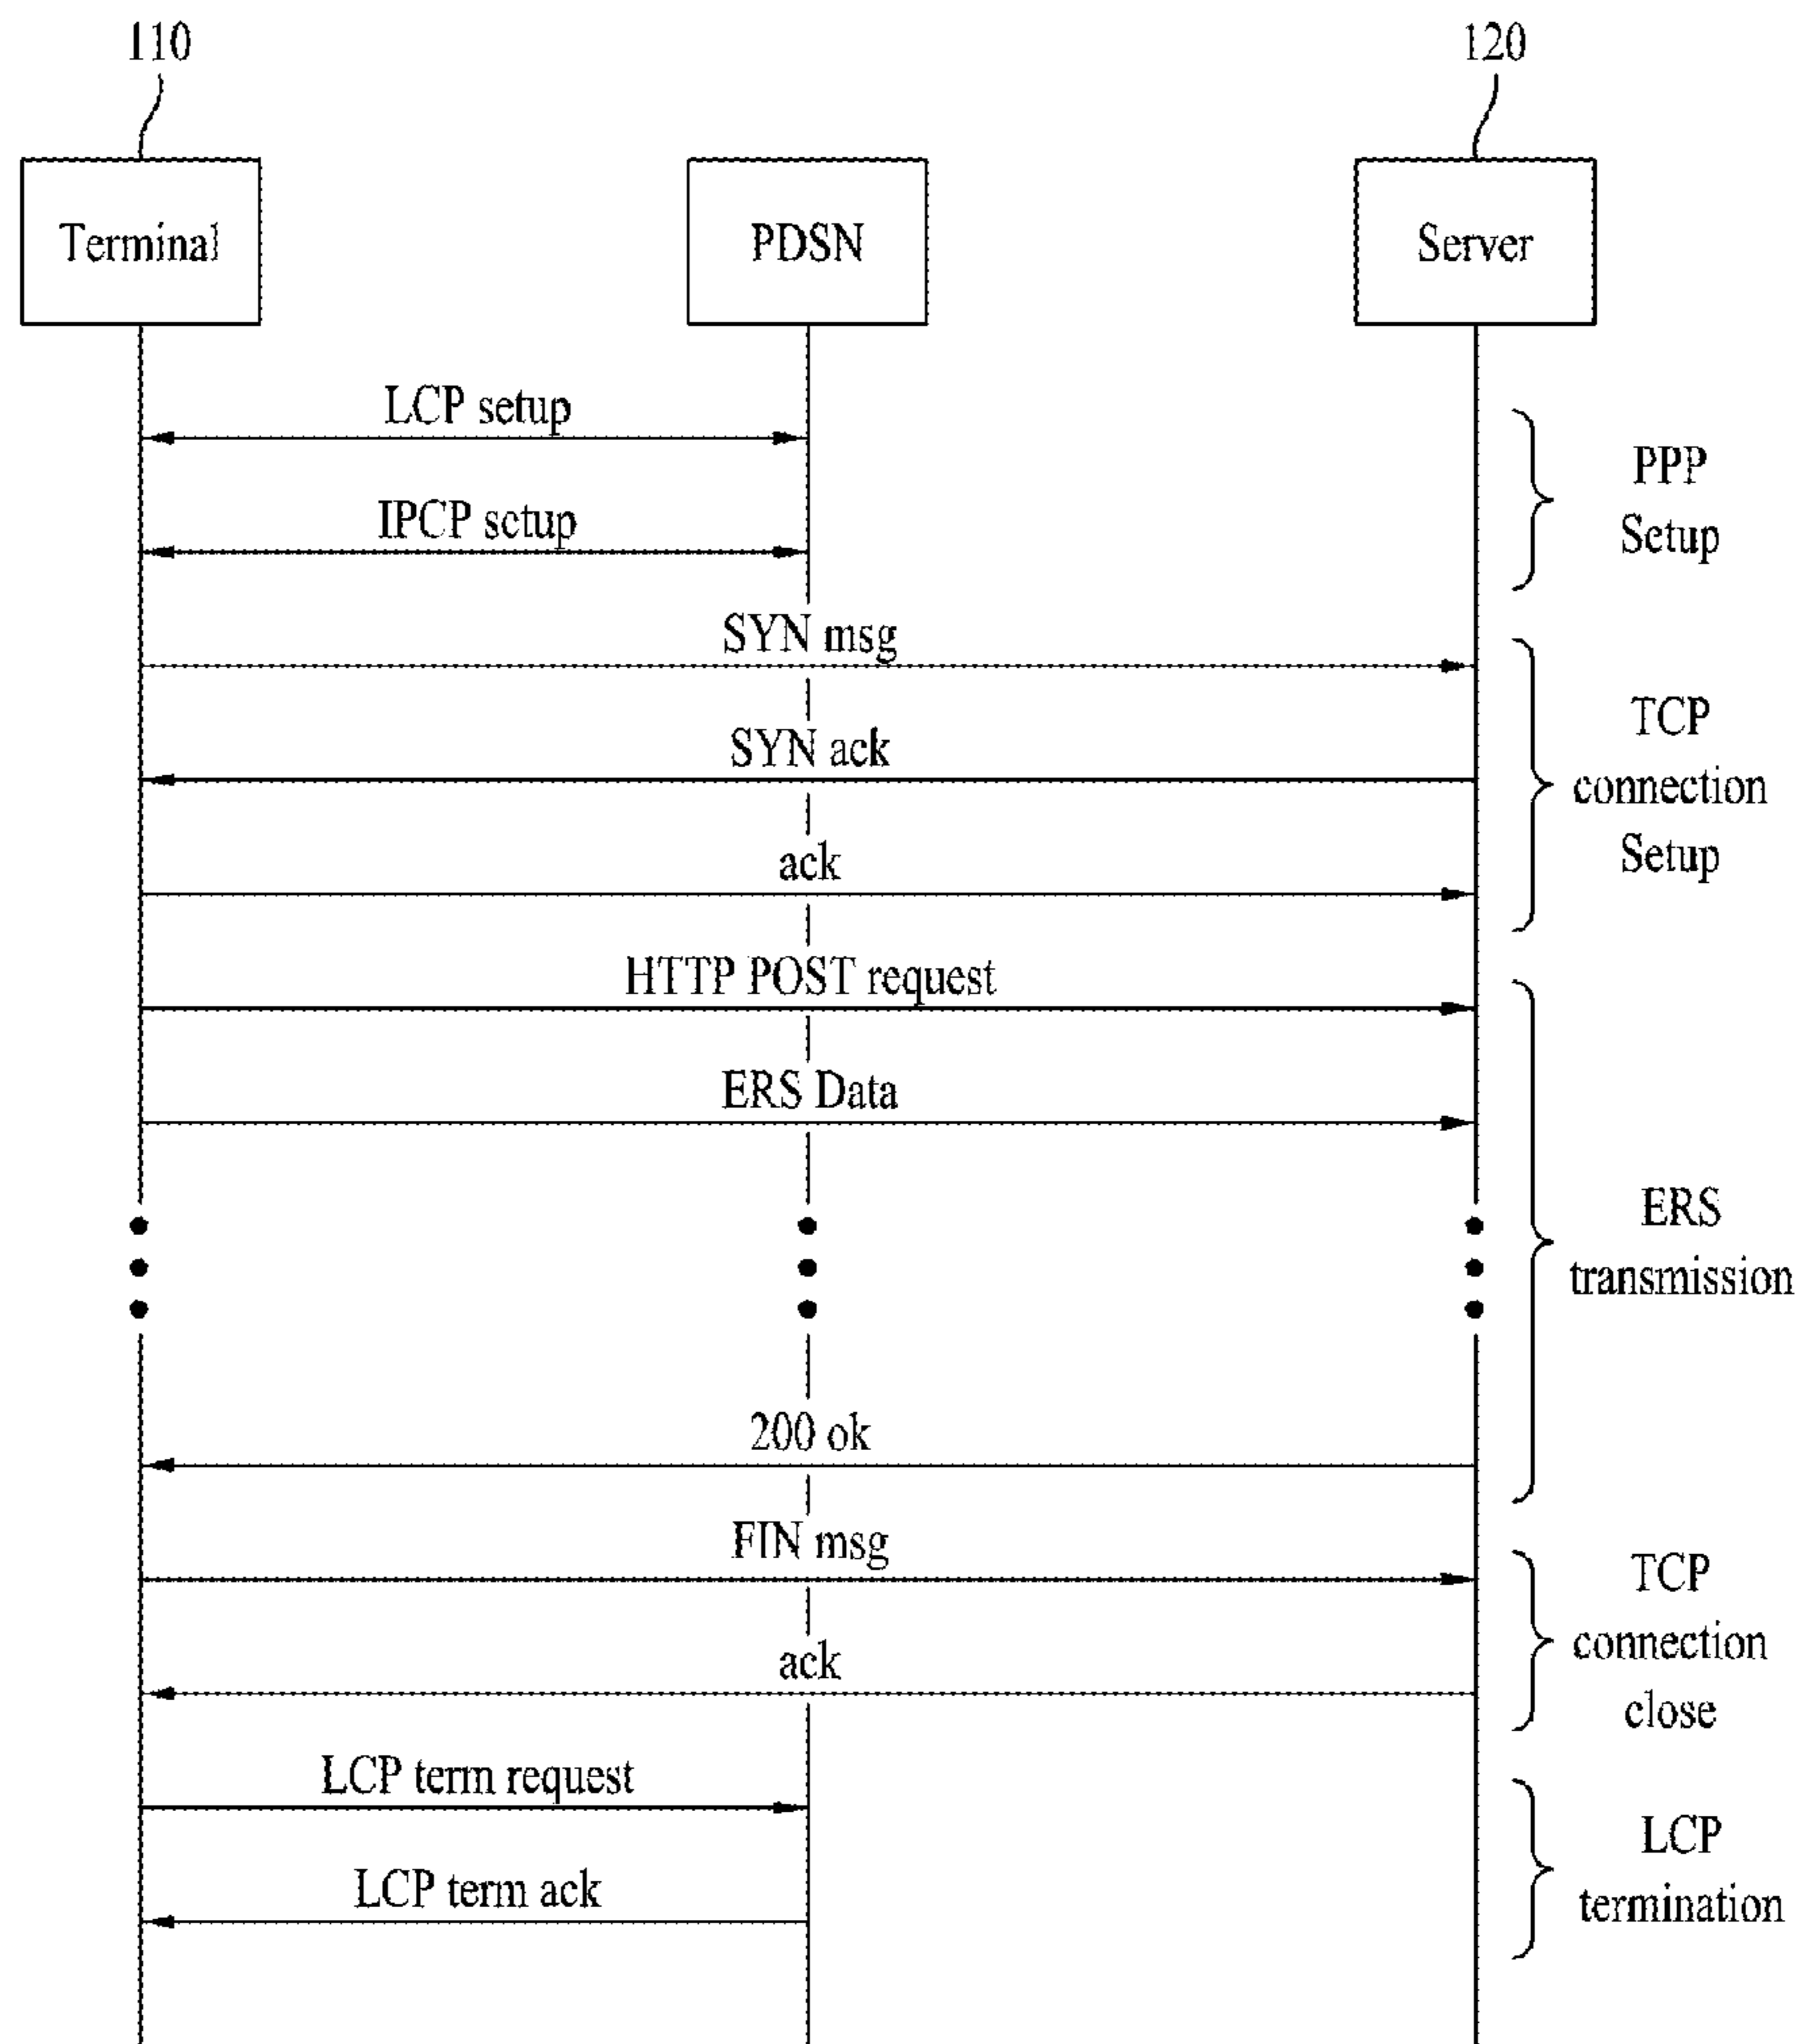 110
120
Terminal
PDSN
Server
LCP setup
IPCP setup
PPP
Setup
SYN msg
SYN ack
ack
TCP
connection
Setup
HTTP POST request
ERS Data
200 ok
ERS
transmission
FIN msg
ack
TCP
connection
close
LCP term request
LCP term ack
LCP
termination